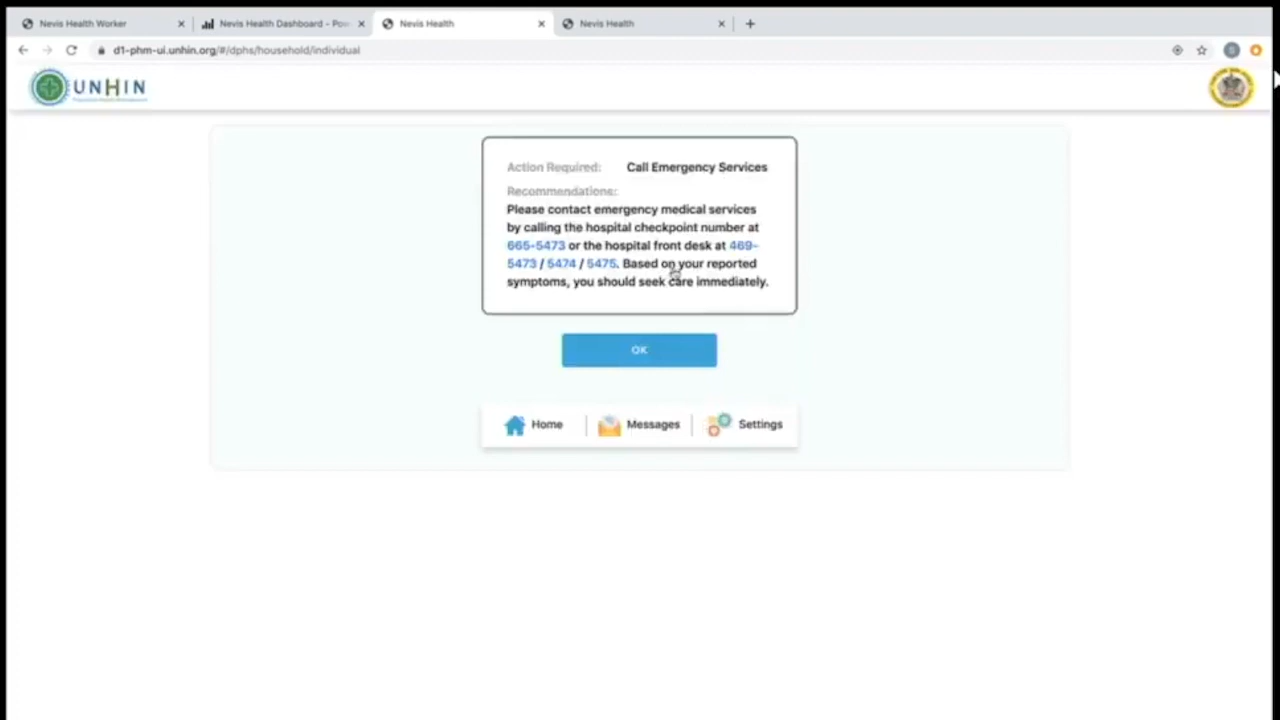 Nevis Health Worker
Nevis Health Dashboard - Pow
Nevis Health
Nevis Health
d1-phm-ui.unhin.org/#/dphs/household/individual
UNHIN
Action Required: Call Emergency Services
Recommendations:
Please contact emergency medical services
by calling the hospital checkpoint number at
665-5473 or the hospital front desk at 469-
5473 / 5474 / 5475. Based on your reported
symptoms, you should seek care immediately.
OK
Home
Messages
Settings